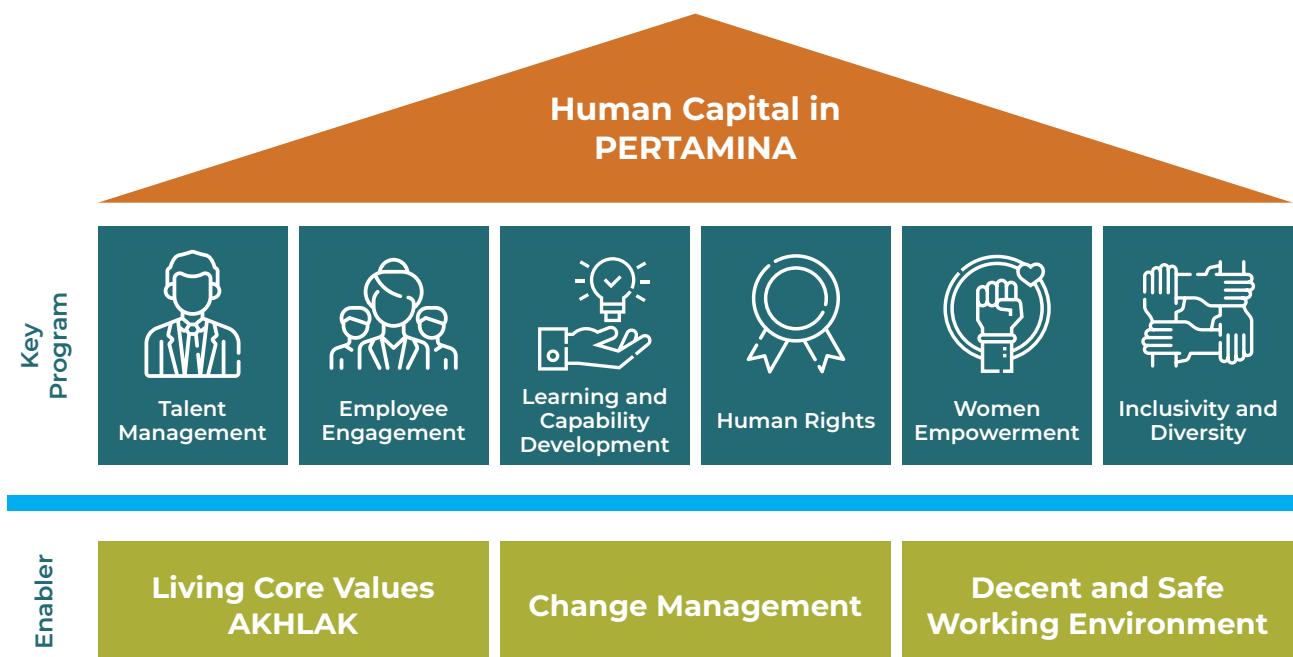 Human Capital in
PERTAMINA
Key
Program
Talent
Management
Employee
Engagement
Learning and
Capability
Development
Human Rights
Women
Empowerment
Inclusivity and
Diversity
Enabler
Living Core Values
AKHLAK
Change Management
Decent and Safe
Working Environment